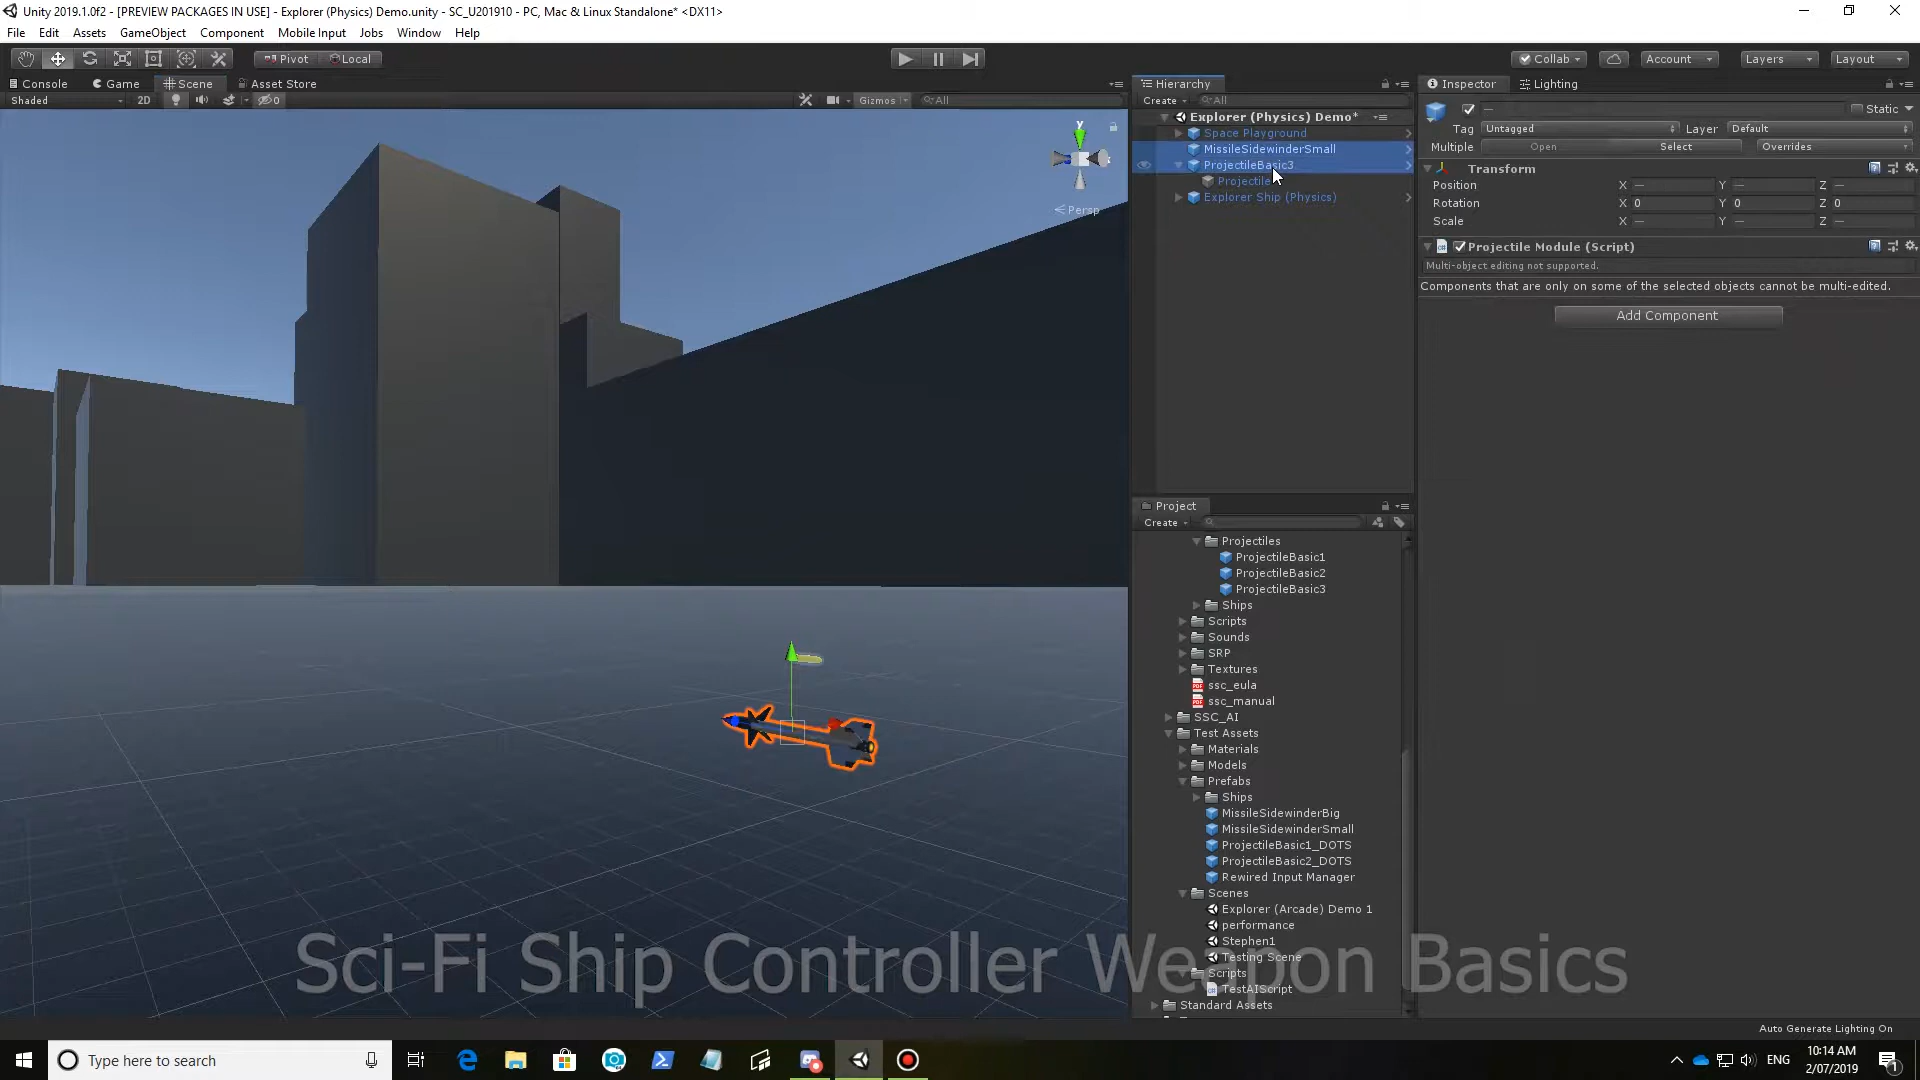 Unity 2019.1.0f2 - [PREVIEW PACKAGES IN USE] - Explorer (Physics) Demo.unity - SC_U201910 - PC, Mac & Linux Standalone* <DX11>
File Edit Assets GameObject Component Mobile Input Jobs Window Help
Pivot Local Collab Account Layers Layout
Console Game Scene Asset Store Hierarchy Inspector Lighting
Shaded 2D 0 Gizmos All Create All
Static
Explorer (Physics) Demo*
Space Playground
MissileSidewinderSmall
ProjectileBasic3
Projectile
Explorer Ship (Physics)
Tag Untagged Layer Default
Multiple Open Select Overrides
Transform
Position X — Y — Z —
Rotation X 0 Y 0 Z 0
Scale X — Y — Z —
Projectile Module (Script)
Multi-object editing not supported.
Components that are only on some of the selected objects cannot be multi-edited.
Add Component
y
Persp
Project
Create
Projectiles
ProjectileBasic1
ProjectileBasic2
ProjectileBasic3
Ships
Scripts
Sounds
SRP
Textures
ssc_eula
ssc_manual
SSC_AI
Test Assets
Materials
Models
Prefabs
Ships
MissileSidewinderBig
MissileSidewinderSmall
ProjectileBasic1_DOTS
ProjectileBasic2_DOTS
Rewired Input Manager
Scenes
Explorer (Arcade) Demo 1
performance
Stephen1
Testing Scene
Scripts
TestAIScript
Standard Assets
Sci-Fi Ship Controller Weapon Basics
Auto Generate Lighting On
Type here to search
ENG
10:14 AM
2/07/2019
1